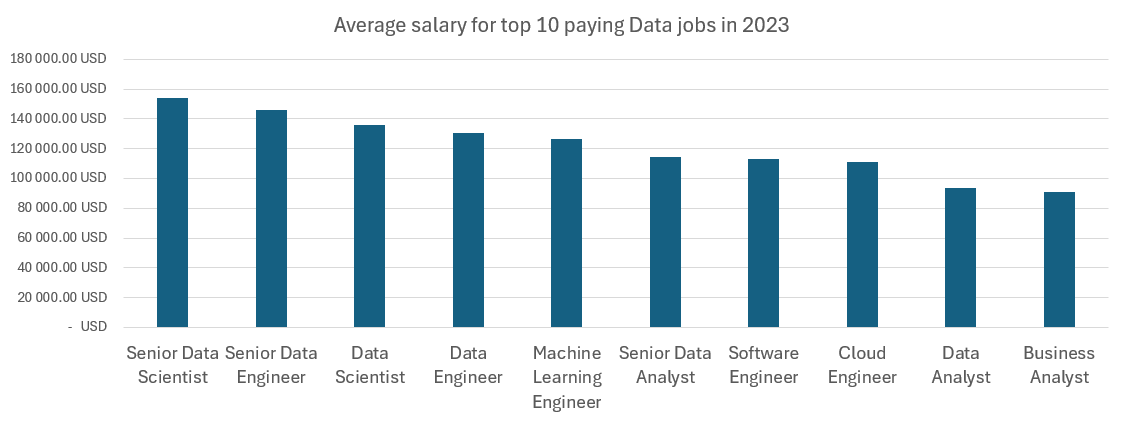 Average salary for top 10 paying Data jobs in 2023
180 000.00 USD
160 000.00 USD
140 000.00 USD
120 000.00 USD
100 000.00 USD
80 000.00 USD
60 000.00 USD
40 000.00 USD
20 000.00 USD
- USD
Senior Data
Scientist
Senior Data
Engineer
Data
Scientist
Data
Engineer
Machine
Learning
Engineer
Senior Data
Analyst
Software
Engineer
Cloud
Engineer
Data
Analyst
Business
Analyst